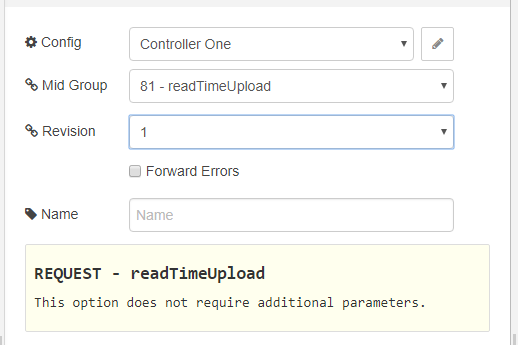 Config
Controller One
Mid Group
81 - readTimeUpload
Revision
1
Forward Errors
Name
Name
REQUEST - readTimeUpload
This option does not require additional parameters.